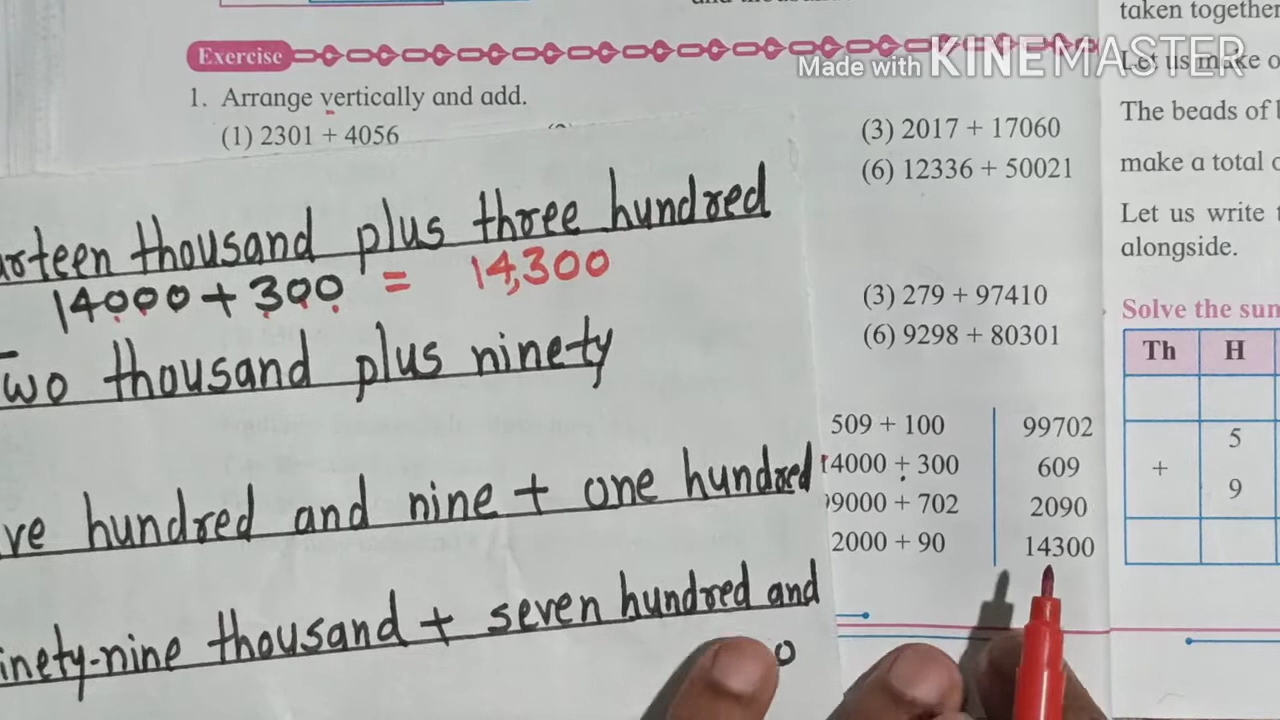 taken together
Exercise
Made with KINEMASTER
Let us make o
1. Arrange vertically and add.
(1) 2301 + 4056
(3) 2017 + 17060
(6) 12336 + 50021
The beads of
make a total
Let us write
alongside.
rteen thousand plus three hundred
14000 + 300 = 14,300
Two thousand plus ninety
(3) 279 + 97410
(6) 9298 + 80301
Solve the sum
Th H
5
+
9
ve hundred and nine + one hundred
inety-nine thousand + seven hundred and
509 + 100 99702
14000 + 300 609
9000 + 702 2090
2000 + 90 14300